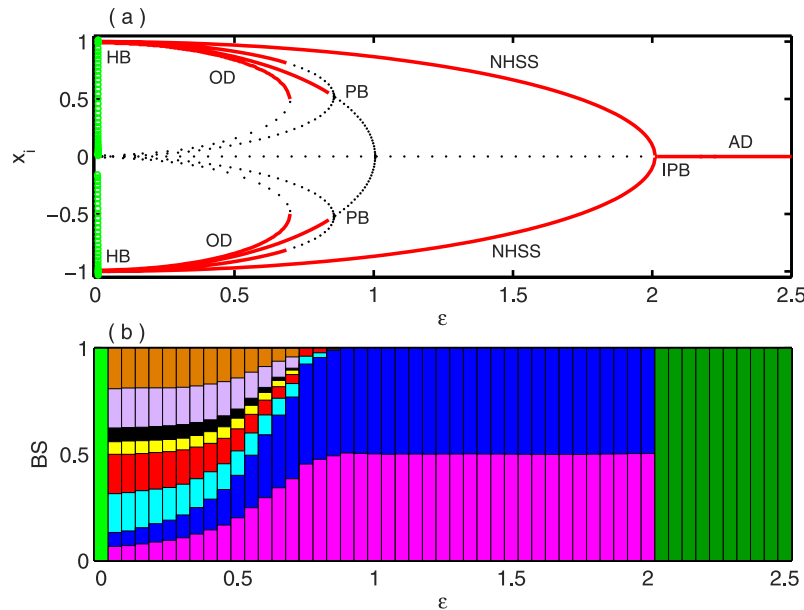 ( a )
1
0.5
0
−0.5
−1
x_i
HB
OD
PB
NHSS
AD
IPB
PB
OD
HB
NHSS
0 0.5 1 1.5 2 2.5
ε
( b )
1
0.5
0
BS
0 0.5 1 1.5 2 2.5
ε